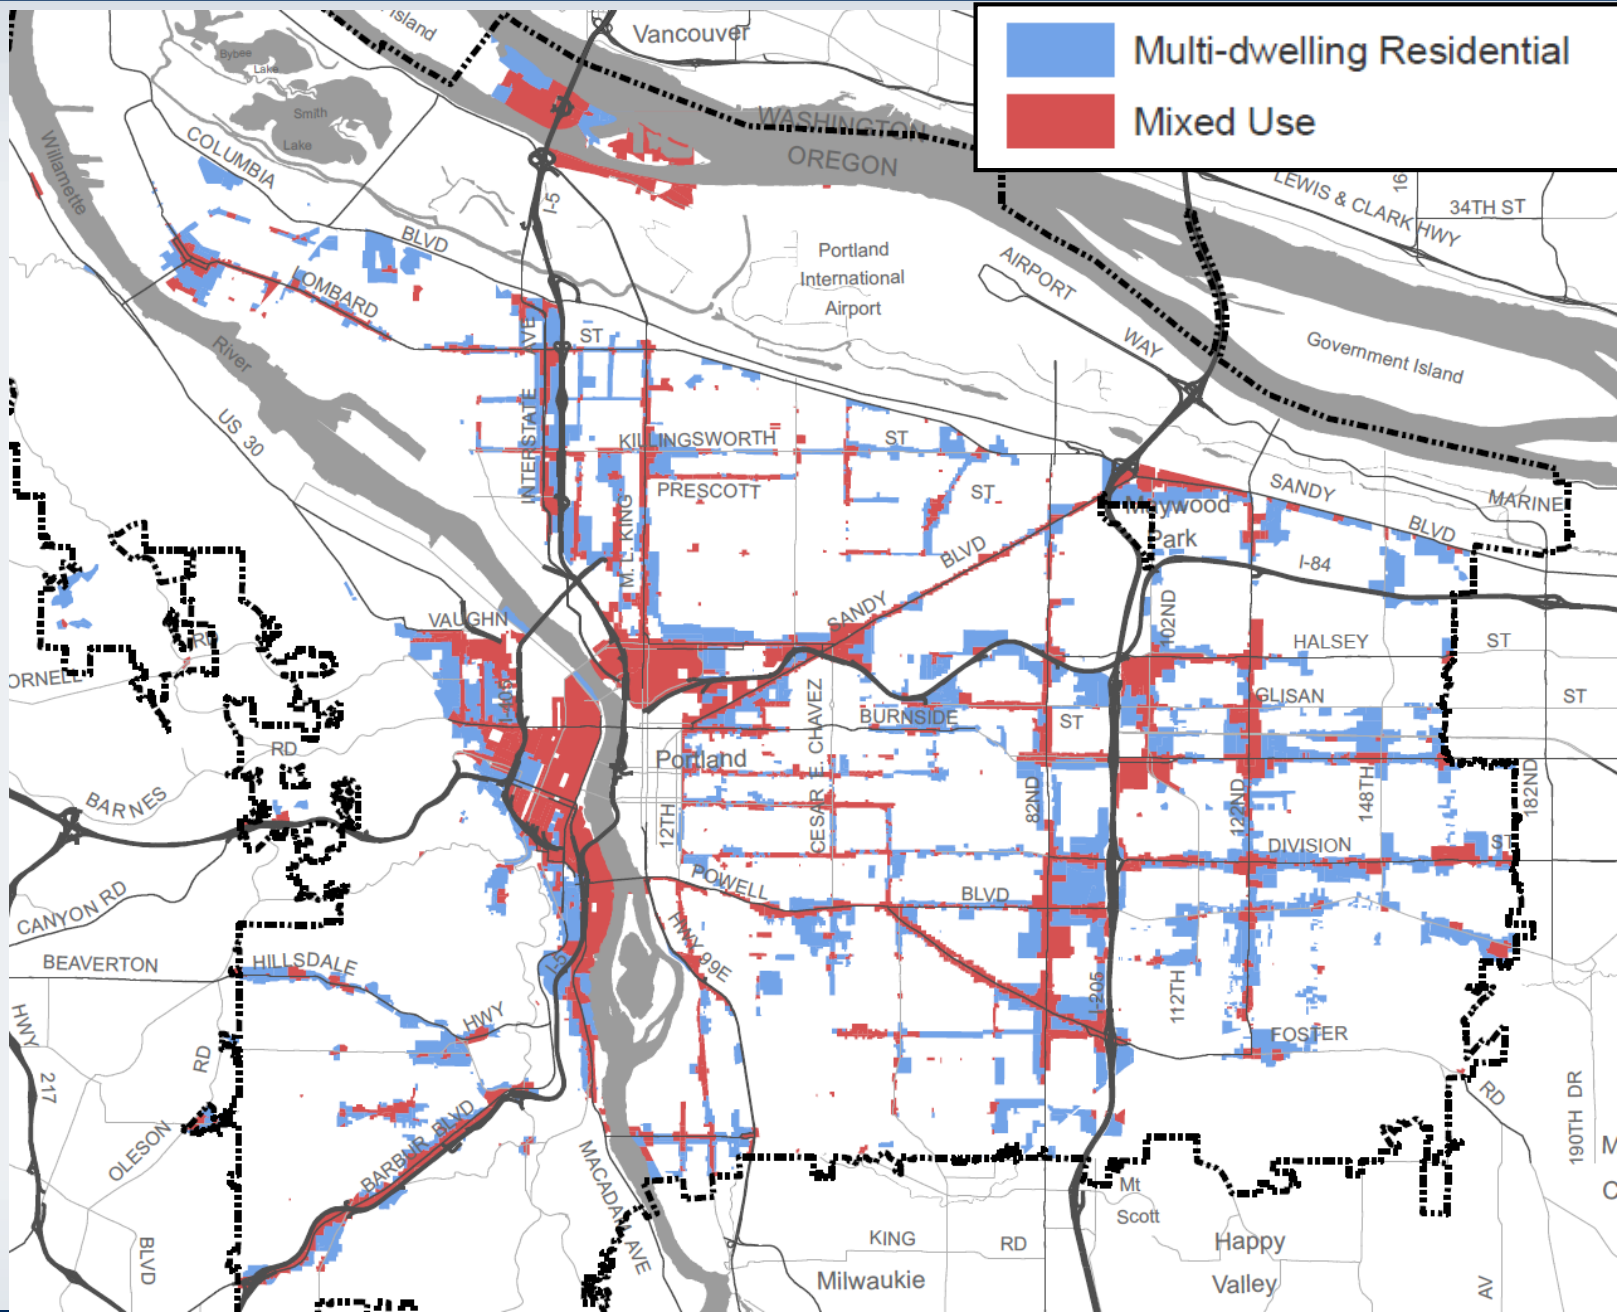 Multi-dwelling Residential
Mixed Use
Island
Vancouver
Bybee
Lake
Smith
Lake
WASHINGTON
OREGON
Willamette
COLUMBIA
BLVD
I-5
LEWIS & CLARK HWY
34TH ST
Portland
International
Airport
AIRPORT
WAY
Government Island
LOMBARD
ST
River
US 30
INTERSTATE AVE
KILLINGSWORTH
ST
PRESCOTT
ST
M. L. KING
SANDY
BLVD
MARINE
Maywood
Park
I-84
BLVD
SANDY
VAUGHN
102ND
HALSEY
ST
RD
I-405
GLISAN
ST
BURNSIDE
ST
Portland
RD
BARNES
CESAR E. CHAVEZ
12TH
82ND
122ND
148TH
182ND
DIVISION
ST
POWELL
BLVD
CANYON RD
BEAVERTON
HILLSDALE
HWY
HWY 99E
I-5
I-205
112TH
FOSTER
RD
HWY
217
RD
OLESON
BARBUR BLVD
MACADAM AVE
190TH DR
Mt
Scott
KING
RD
Happy
Valley
Milwaukie
BLVD
AV